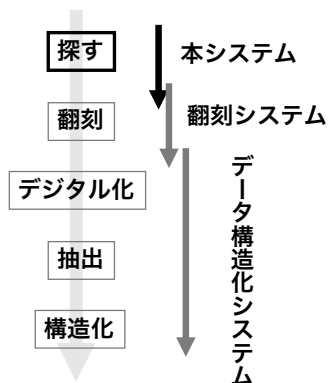 探す
本システム
翻刻
翻刻システム
デジタル化
データ構造化システム
抽出
構造化